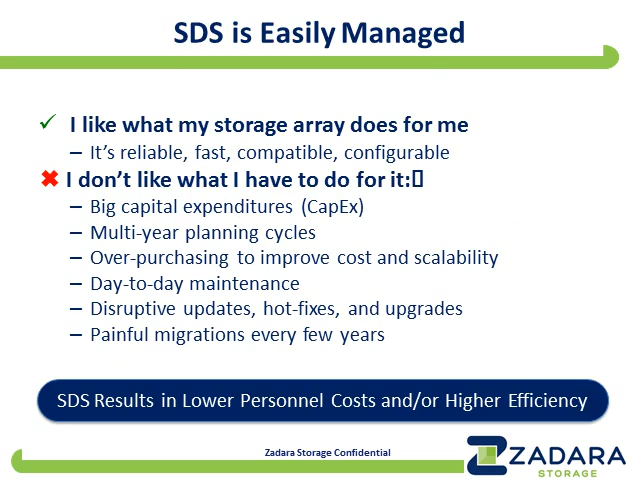 SDS is Easily Managed
✓ I like what my storage array does for me
– It's reliable, fast, compatible, configurable
✖ I don't like what I have to do for it:▯
– Big capital expenditures (CapEx)
– Multi-year planning cycles
– Over-purchasing to improve cost and scalability
– Day-to-day maintenance
– Disruptive updates, hot-fixes, and upgrades
– Painful migrations every few years
SDS Results in Lower Personnel Costs and/or Higher Efficiency
Zadara Storage Confidential
ZADARA
STORAGE